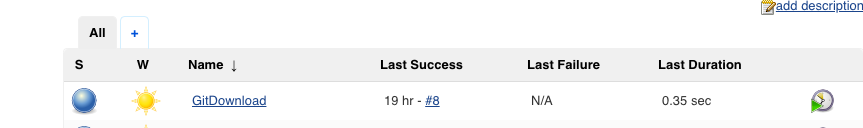 add description
All +
S W Name ↓ Last Success Last Failure Last Duration
GitDownload 19 hr - #8 N/A 0.35 sec